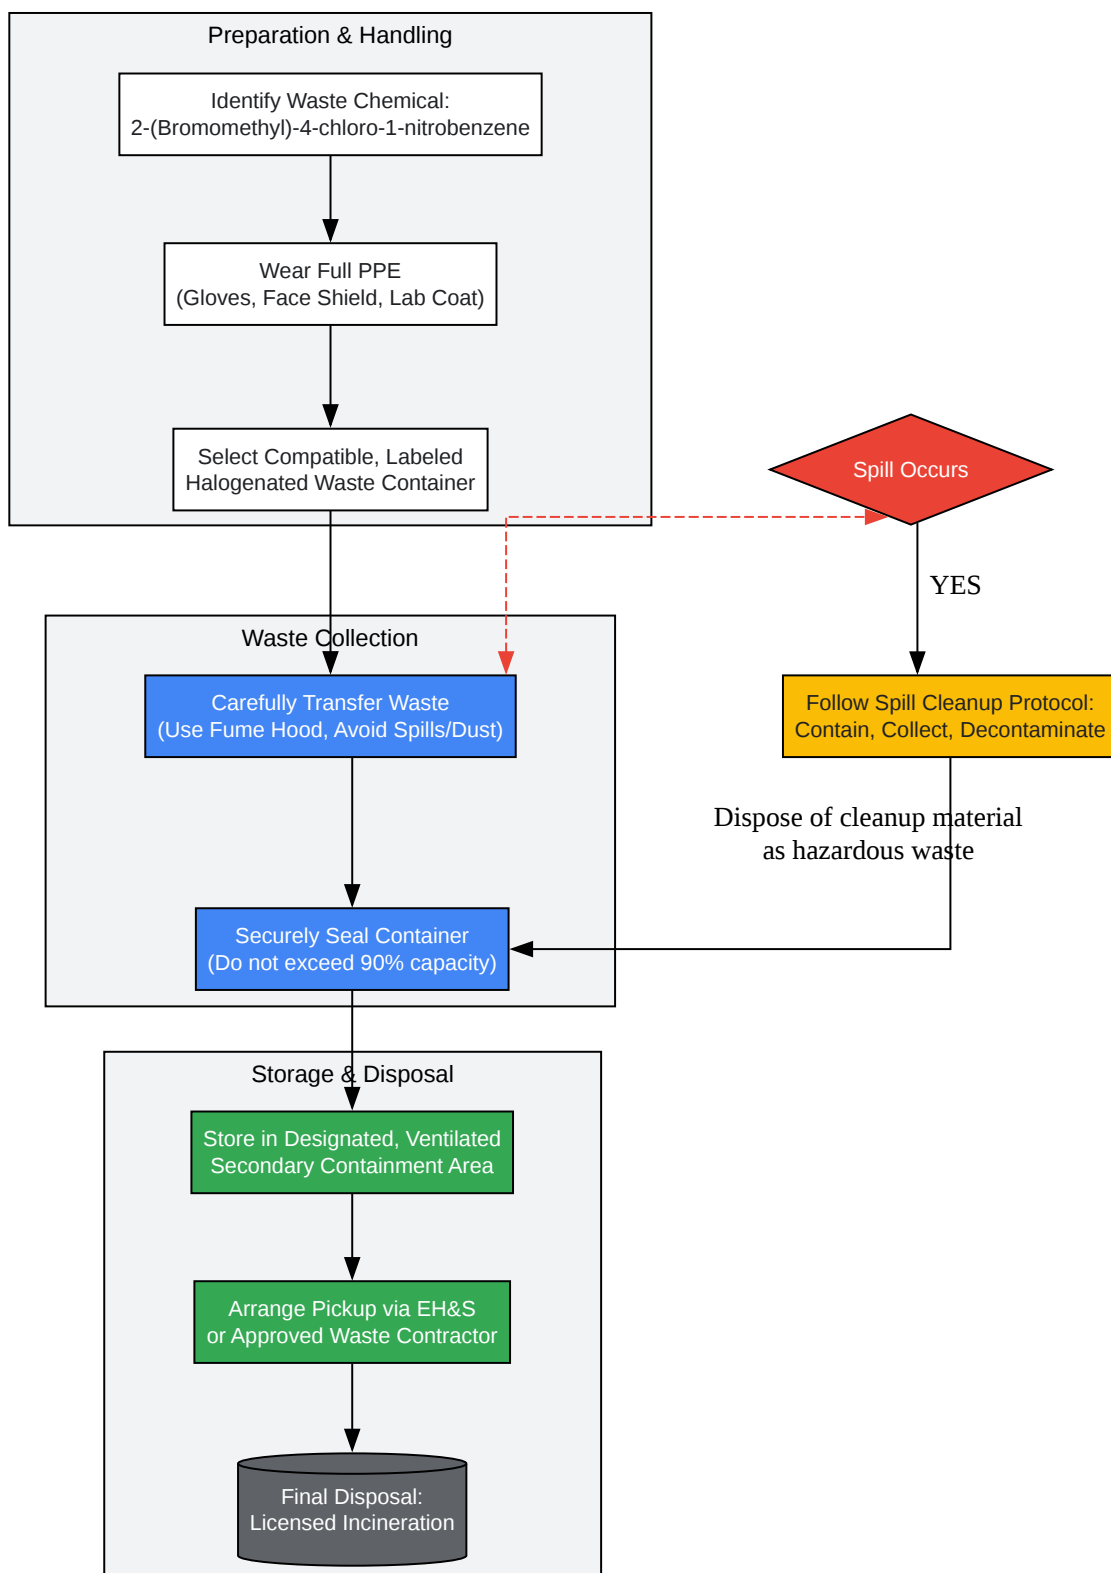 Preparation & Handling
Identify Waste Chemical:
2-(Bromomethyl)-4-chloro-1-nitrobenzene
Wear Full PPE
(Gloves, Face Shield, Lab Coat)
Select Compatible, Labeled
Halogenated Waste Container
Spill Occurs
YES
Waste Collection
Carefully Transfer Waste
(Use Fume Hood, Avoid Spills/Dust)
Follow Spill Cleanup Protocol:
Contain, Collect, Decontaminate
Dispose of cleanup material
as hazardous waste
Securely Seal Container
(Do not exceed 90% capacity)
Storage & Disposal
Store in Designated, Ventilated
Secondary Containment Area
Arrange Pickup via EH&S
or Approved Waste Contractor
Final Disposal:
Licensed Incineration